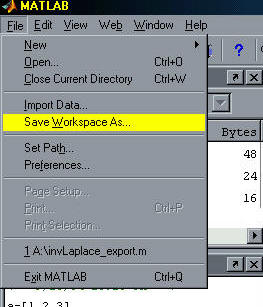 MATLAB
File Edit View Web Window Help
New
Open... Ctrl+O
Close Current Directory Ctrl+W
Import Data...
Save Workspace As...
Set Path...
Preferences...
Page Setup...
Print... Ctrl+P
Print Selection...
1 A:\invLaplace_export.m
Exit MATLAB Ctrl+Q
Bytes
48
24
16
a=[1 2 3]